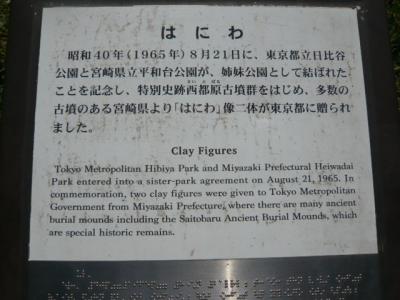 はにわ
昭和40年(1965年)8月21日に、東京都立日比谷
公園と宮崎県立平和台公園が、姉妹公園として結ばれた
ことを記念し、特別史跡西都原古墳群をはじめ、多数の
古墳のある宮崎県より「はにわ」像二体が東京都に贈られ
ました。
Clay Figures
Tokyo Metropolitan Hibiya Park and Miyazaki Prefectural Heiwadai
Park entered into a sister-park agreement on August 21, 1965. In
commemoration, two clay figures were given to Tokyo Metropolitan
Government from Miyazaki Prefecture, where there are many ancient
burial mounds including the Saitobaru Ancient Burial Mounds, which
are special historic remains.